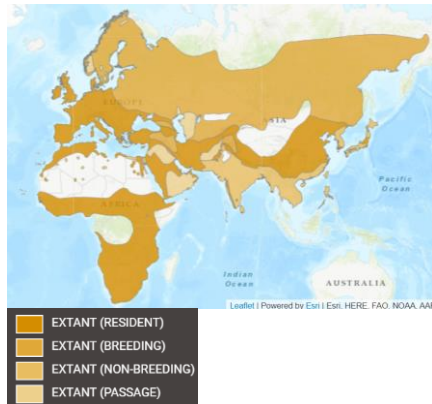 EUROPE
ASIA
AFRICA
Pacific
Ocean
Indian
Ocean
AUSTRALIA
Leaflet | Powered by Esri | Esri, HERE, FAO, NOAA, AAF
EXTANT (RESIDENT)
EXTANT (BREEDING)
EXTANT (NON-BREEDING)
EXTANT (PASSAGE)